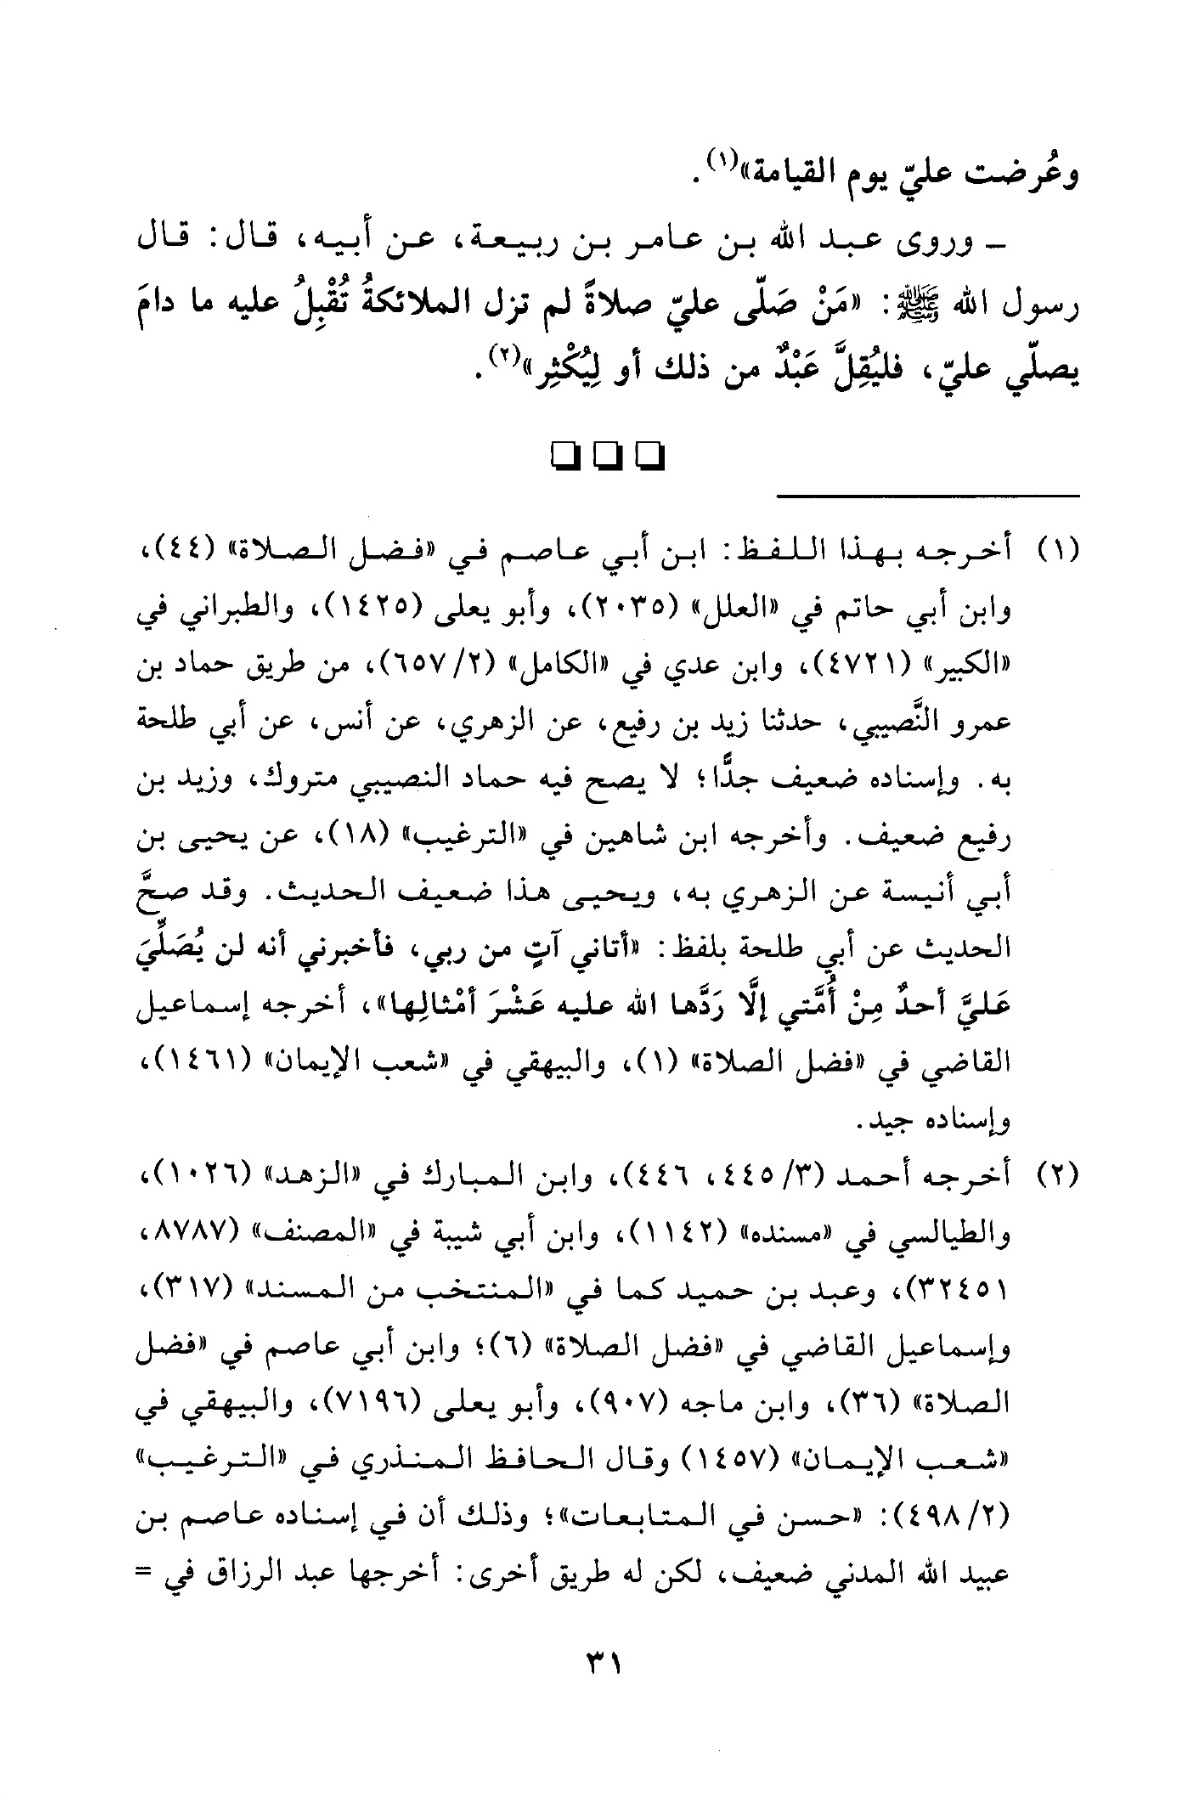 وعُرضت عليّ يوم القيامة»(١).
ـ وروى عبد الله بن عامر بن ربيعة، عن أبيه، قال: قال
رسول الله ﷺ: «مَنْ صَلّى عليّ صلاةً لم تزل الملائكةُ تُقْبِلُ عليه ما دامَ
يصلّي عليّ، فليُقِلَّ عَبْدٌ من ذلك أو لِيُكْثِر»(٢).
(١) أخرجه بهذا اللفظ: ابن أبي عاصم في «فضل الصلاة» (٤٤)،
وابن أبي حاتم في «العلل» (٢٠٣٥)، وأبو يعلى (١٤٢٥)، والطبراني في
«الكبير» (٤٧٢١)، وابن عدي في «الكامل» (٢/ ٦٥٧)، من طريق حماد بن
عمرو النَّصيبي، حدثنا زيد بن رفيع، عن الزهري، عن أنس، عن أبي طلحة
به. وإسناده ضعيف جدًّا؛ لا يصح فيه حماد النصيبي متروك، وزيد بن
رفيع ضعيف. وأخرجه ابن شاهين في «الترغيب» (١٨)، عن يحيى بن
أبي أنيسة عن الزهري به، ويحيى هذا ضعيف الحديث. وقد صحَّ
الحديث عن أبي طلحة بلفظ: «أتاني آتٍ من ربي، فأخبرني أنه لن يُصَلِّيَ
عَليَّ أحدٌ مِنْ أُمَّتي إلَّا رَدَّها الله عليه عَشْرَ أمْثالِها»، أخرجه إسماعيل
القاضي في «فضل الصلاة» (١)، والبيهقي في «شعب الإيمان» (١٤٦١)،
وإسناده جيد.
(٢) أخرجه أحمد (٣/ ٤٤٥، ٤٤٦)، وابن المبارك في «الزهد» (١٠٢٦)،
والطيالسي في «مسنده» (١١٤٢)، وابن أبي شيبة في «المصنف» (٨٧٨٧،
٣٢٤٥١)، وعبد بن حميد كما في «المنتخب من المسند» (٣١٧)،
وإسماعيل القاضي في «فضل الصلاة» (٦)؛ وابن أبي عاصم في «فضل
الصلاة» (٣٦)، وابن ماجه (٩٠٧)، وأبو يعلى (٧١٩٦)، والبيهقي في
«شعب الإيمان» (١٤٥٧) وقال الحافظ المنذري في «الترغيب»
(٢/ ٤٩٨): «حسن في المتابعات»؛ وذلك أن في إسناده عاصم بن
عبيد الله المدني ضعيف، لكن له طريق أخرى: أخرجها عبد الرزاق في =
٣١